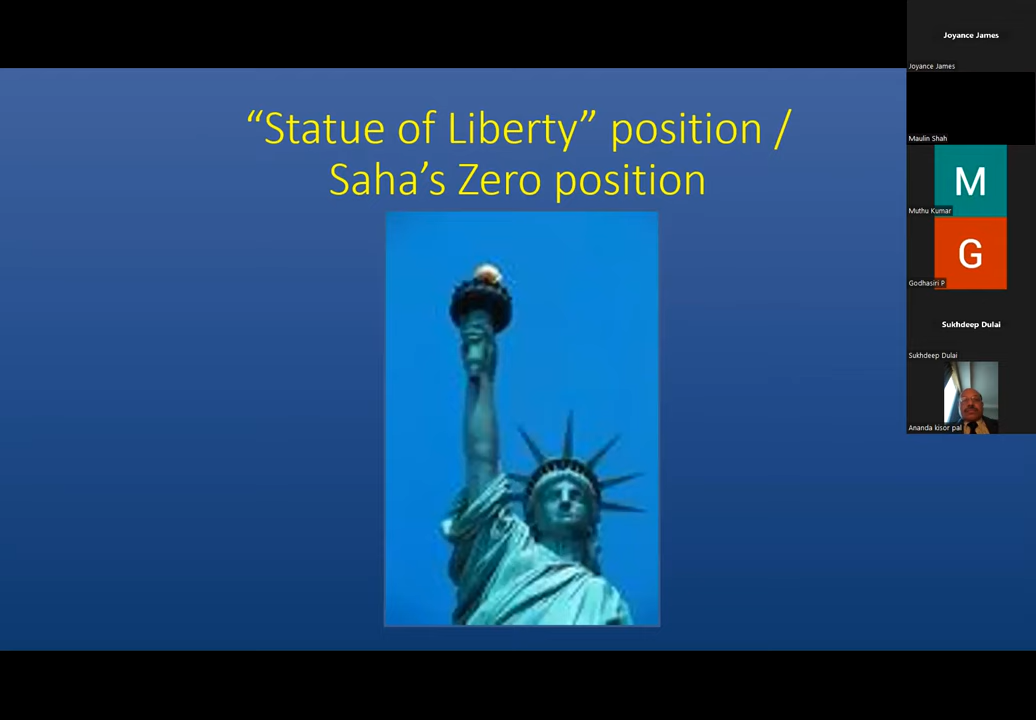 “Statue of Liberty” position /
Saha’s Zero position
Joyance James
Joyance James
Maulin Shah
M
Muthu Kumar
G
Godhasiri P
Sukhdeep Dulai
Sukhdeep Dulai
Ananda kisor pal